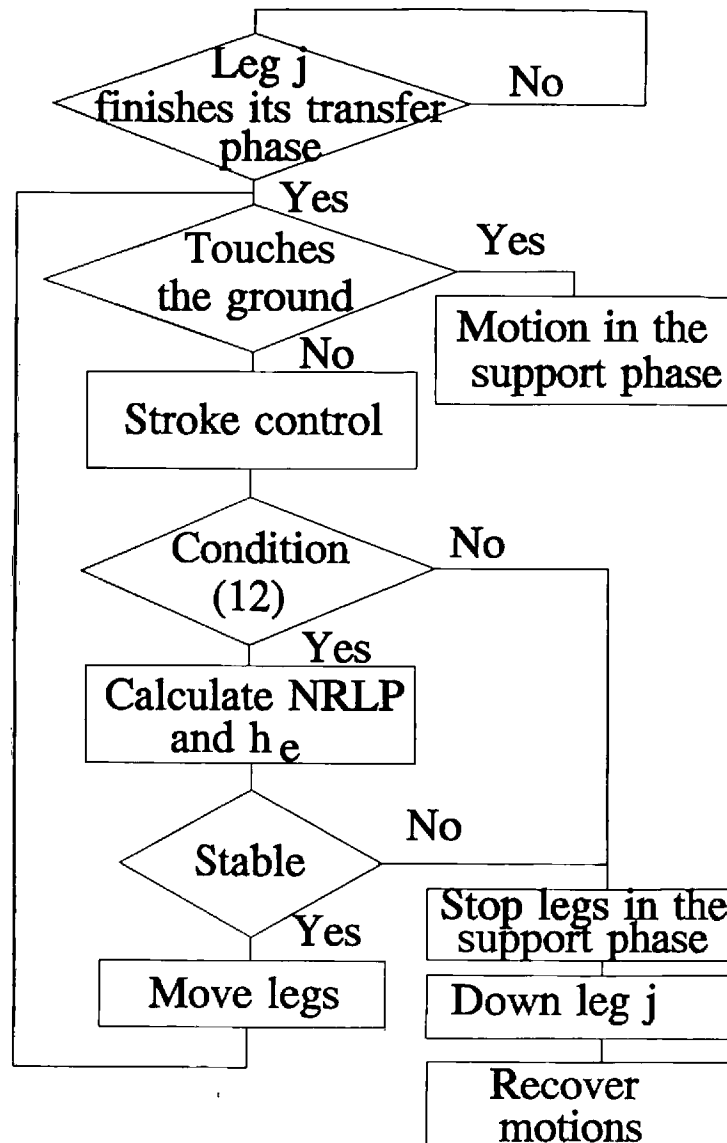 Leg j
finishes its transfer
phase
No
Yes
Touches
the ground
Yes
Motion in the
support phase
No
Stroke control
Condition
(12)
No
Yes
Calculate NRLP
and h e
Stable
No
Yes
Stop legs in the
support phase
Move legs
Down leg j
Recover
motions